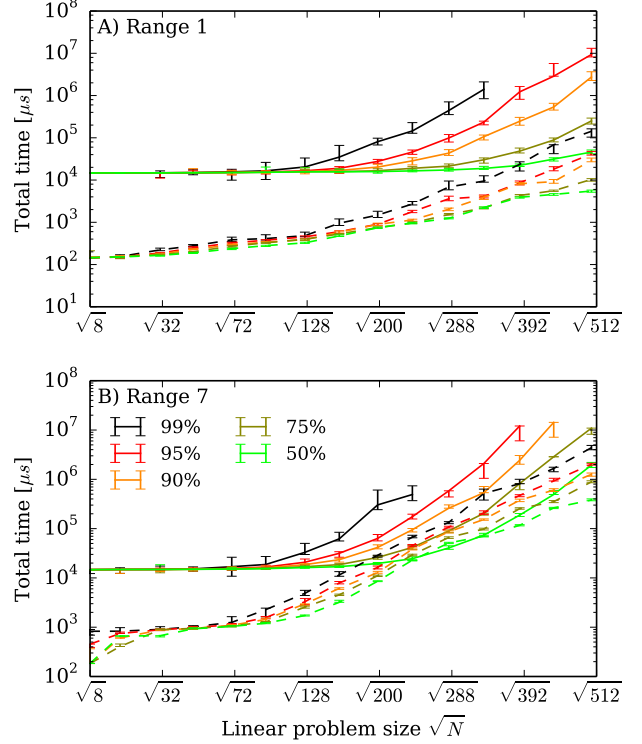 A) Range 1
Total time [μs]
10^8
10^7
10^6
10^5
10^4
10^3
10^2
10^1
√8 √32 √72 √128 √200 √288 √392 √512
B) Range 7
Total time [μs]
10^8
10^7
10^6
10^5
10^4
10^3
10^2
99% 75%
95% 50%
90%
√8 √32 √72 √128 √200 √288 √392 √512
Linear problem size √N